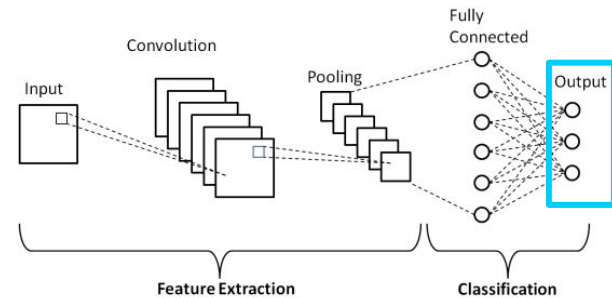 Input
Convolution
Pooling
Fully
Connected
Output
Feature Extraction
Classification